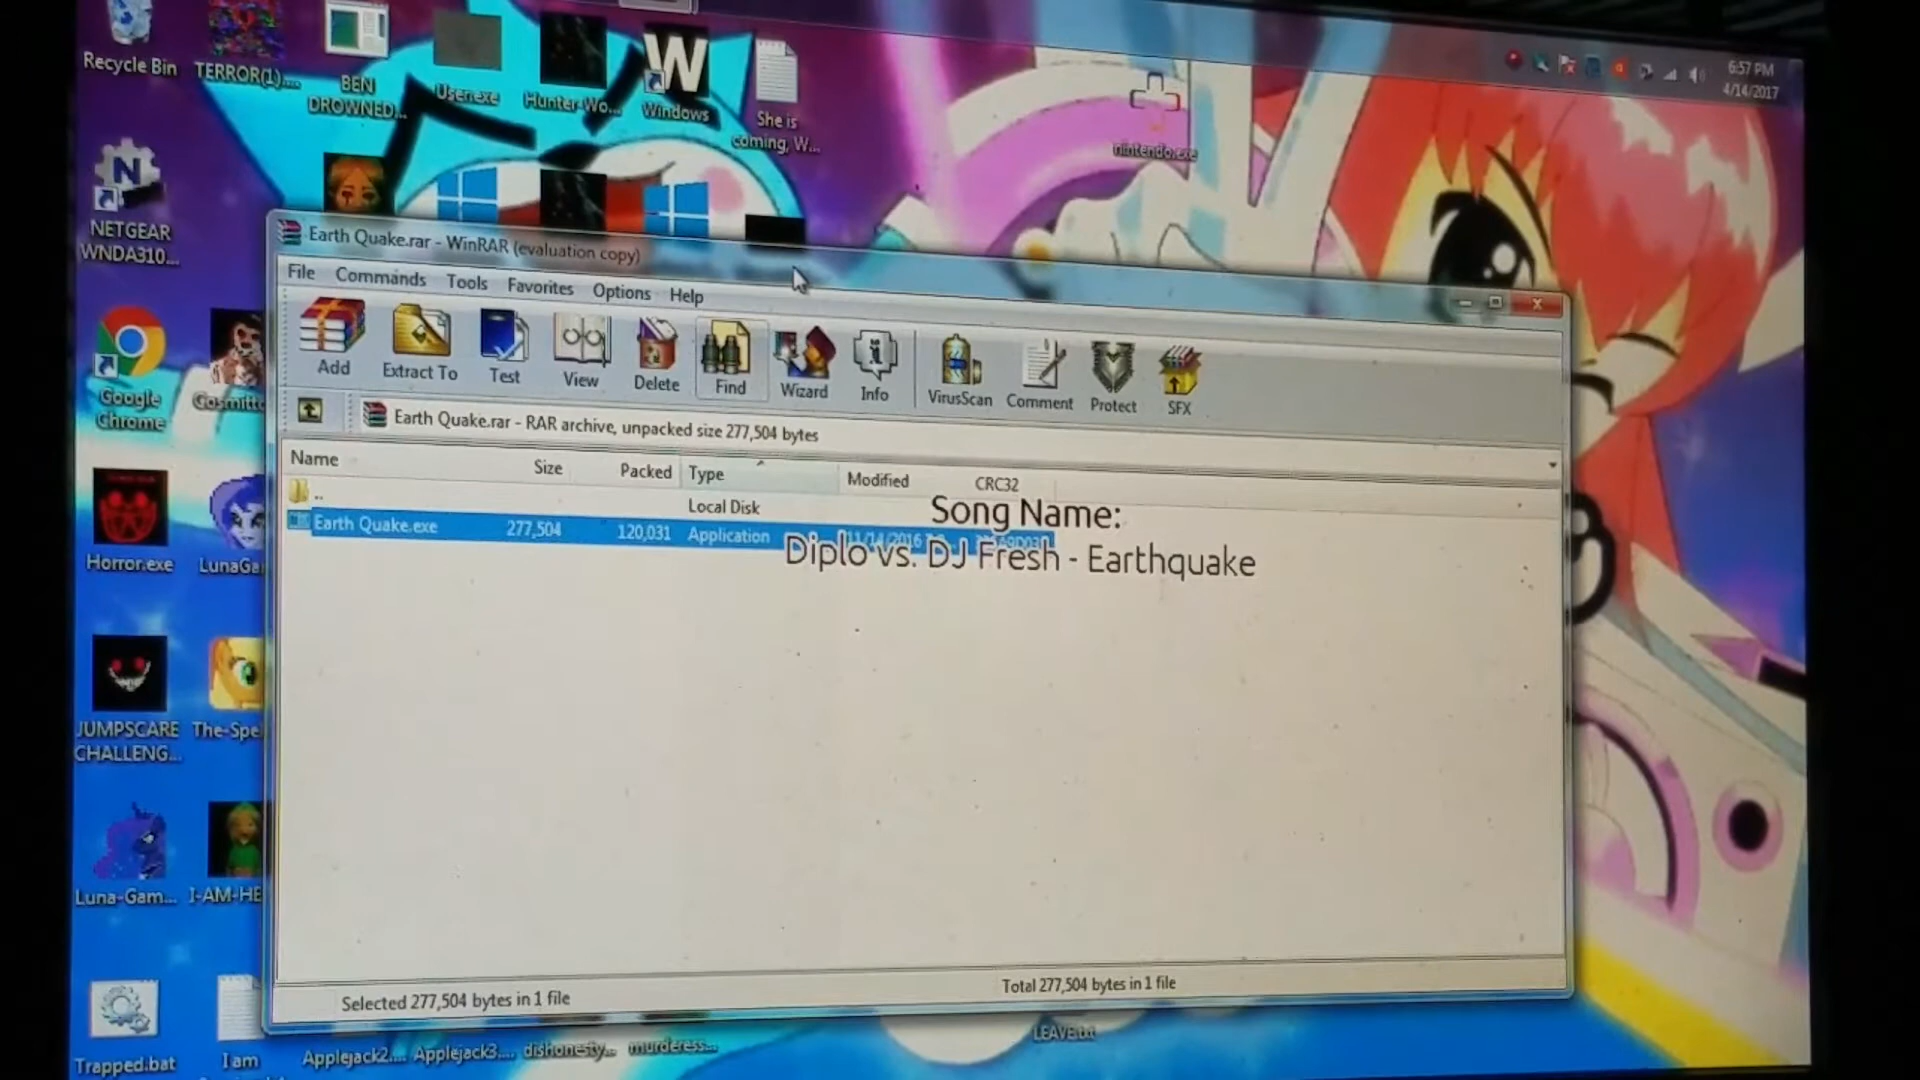 Recycle Bin
TERROR(1)....
BEN
DROWNED...
User.exe
Hunter-Wo...
W
Windows
She is
coming, W...
nintendo.exe
6:57 PM
4/14/2017
N
NETGEAR
WNDA310...
Earth Quake.rar - WinRAR (evaluation copy)
File Commands Tools Favorites Options Help
Add Extract To Test View Delete Find Wizard Info VirusScan Comment Protect SFX
Google
Chrome
Earth Quake.rar - RAR archive, unpacked size 277,504 bytes
Name Size Packed Type Modified CRC32
.. Local Disk
Earth Quake.exe 277,504 120,031 Application 11/14/2016
Song Name:
Diplo vs. DJ Fresh - Earthquake
Horror.exe
LunaGa
JUMPSCARE
CHALLENG...
The-Spe
Luna-Gam...
I-AM-HE
Selected 277,504 bytes in 1 file
Total 277,504 bytes in 1 file
LEAVE.txt
Trapped.bat
I am
Applejack2....
Applejack3....
dishonesty...
murderess...